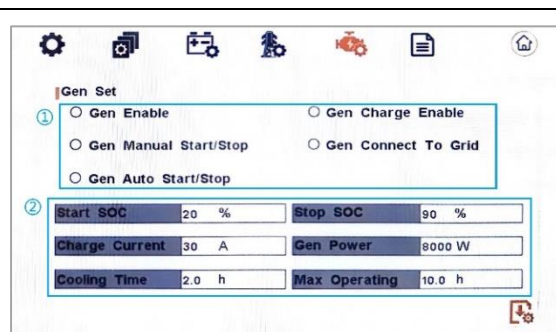 Gen Set
① ○ Gen Enable ○ Gen Charge Enable
○ Gen Manual Start/Stop ○ Gen Connect To Grid
○ Gen Auto Start/Stop
② Start SOC 20 % Stop SOC 90 %
Charge Current 30 A Gen Power 8000 W
Cooling Time 2.0 h Max Operating 10.0 h